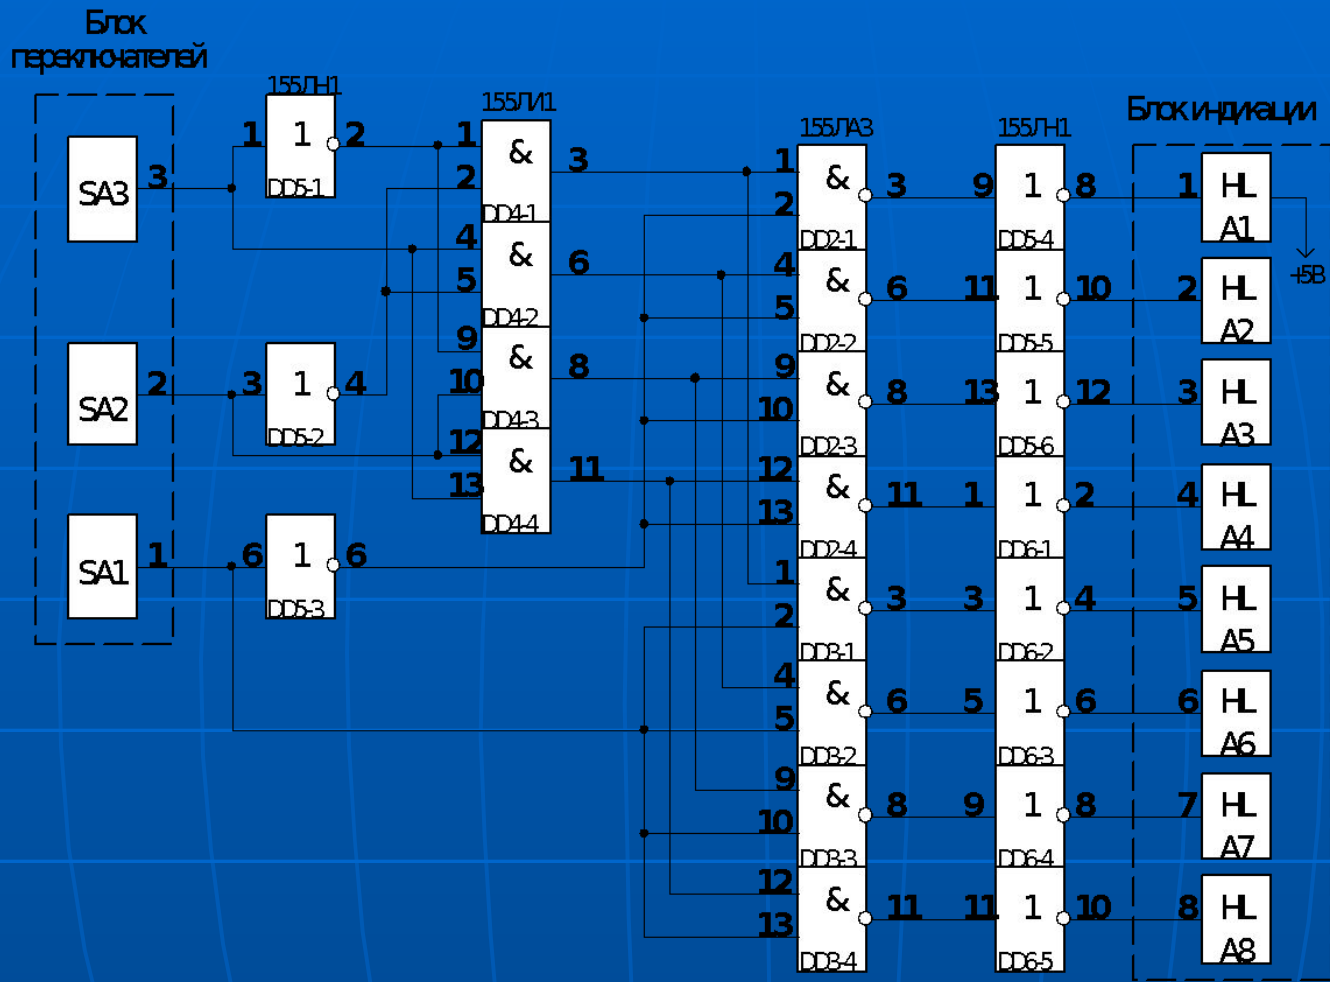 Блок
переключателей
SA3
3
SA2
2
SA1
1
155ЛН1
1
1
2
DD5-1
3
1
4
DD5-2
6
1
6
DD5-3
155ЛИ1
1
&
3
2
DD4-1
4
&
6
5
DD4-2
9
&
8
10
DD4-3
12
&
11
13
DD4-4
155ЛА3
1
&
3
2
DD2-1
4
&
6
5
DD2-2
9
&
8
10
DD2-3
12
&
11
13
DD2-4
1
&
3
2
DD3-1
4
&
6
5
DD3-2
9
&
8
10
DD3-3
12
&
11
13
DD3-4
155ЛН1
9
1
8
DD5-4
11
1
10
DD5-5
13
1
12
DD5-6
1
1
2
DD6-1
3
1
4
DD6-2
5
1
6
DD6-3
9
1
8
DD6-4
11
1
10
DD6-5
Блок индикации
1
HL
A1
+5В
2
HL
A2
3
HL
A3
4
HL
A4
5
HL
A5
6
HL
A6
7
HL
A7
8
HL
A8